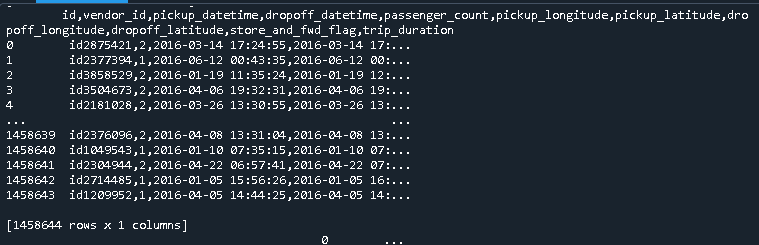 id,vendor_id,pickup_datetime,dropoff_datetime,passenger_count,pickup_longitude,pickup_latitude,dro
poff_longitude,dropoff_latitude,store_and_fwd_flag,trip_duration
0 id2875421,2,2016-03-14 17:24:55,2016-03-14 17:...
1 id2377394,1,2016-06-12 00:43:35,2016-06-12 00:...
2 id3858529,2,2016-01-19 11:35:24,2016-01-19 12:...
3 id3504673,2,2016-04-06 19:32:31,2016-04-06 19:...
4 id2181028,2,2016-03-26 13:30:55,2016-03-26 13:...
... ...
1458639 id2376096,2,2016-04-08 13:31:04,2016-04-08 13:...
1458640 id1049543,1,2016-01-10 07:35:15,2016-01-10 07:...
1458641 id2304944,2,2016-04-22 06:57:41,2016-04-22 07:...
1458642 id2714485,1,2016-01-05 15:56:26,2016-01-05 16:...
1458643 id1209952,1,2016-04-05 14:44:25,2016-04-05 14:...
[1458644 rows x 1 columns]
0 ...